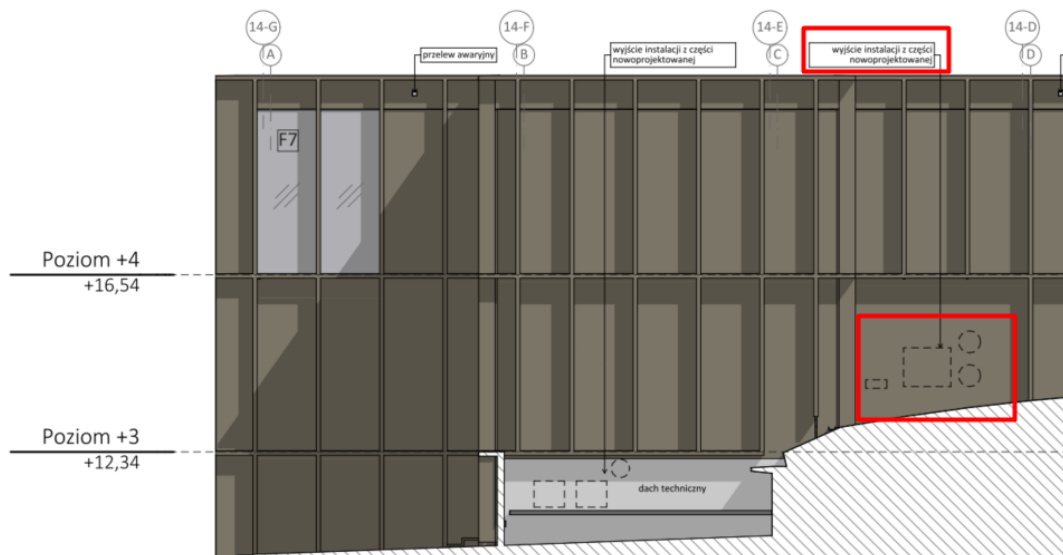 14-G
14-F
14-E
14-D
A
B
C
D
przelew awaryjny
wyjście instalacji z części
nowoprojektowanej
wyjście instalacji z części
nowoprojektowanej
F7
Poziom +4
+16,54
Poziom +3
+12,34
dach techniczny